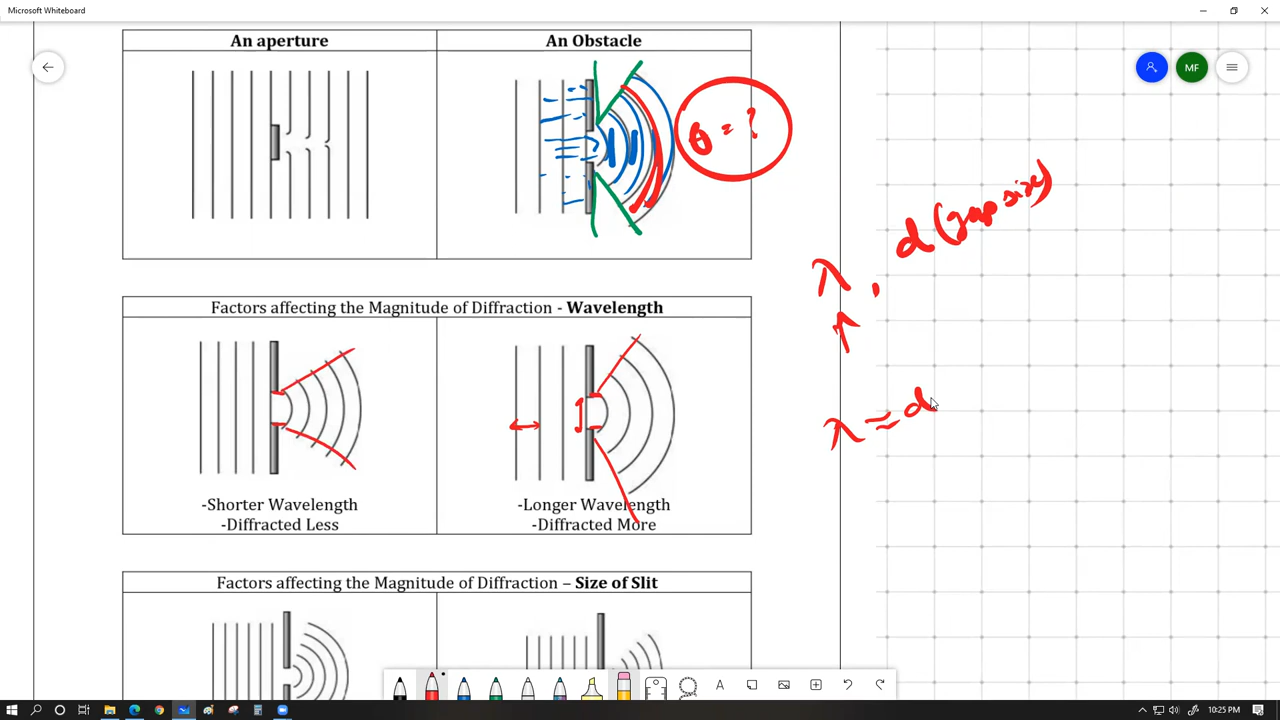 Microsoft Whiteboard
An aperture
An Obstacle
MF
θ = ?
d (gap size)
λ ,
Factors affecting the Magnitude of Diffraction - Wavelength
λ ≈ d
-Shorter Wavelength
-Diffracted Less
-Longer Wavelength
-Diffracted More
Factors affecting the Magnitude of Diffraction – Size of Slit
A
10:25 PM